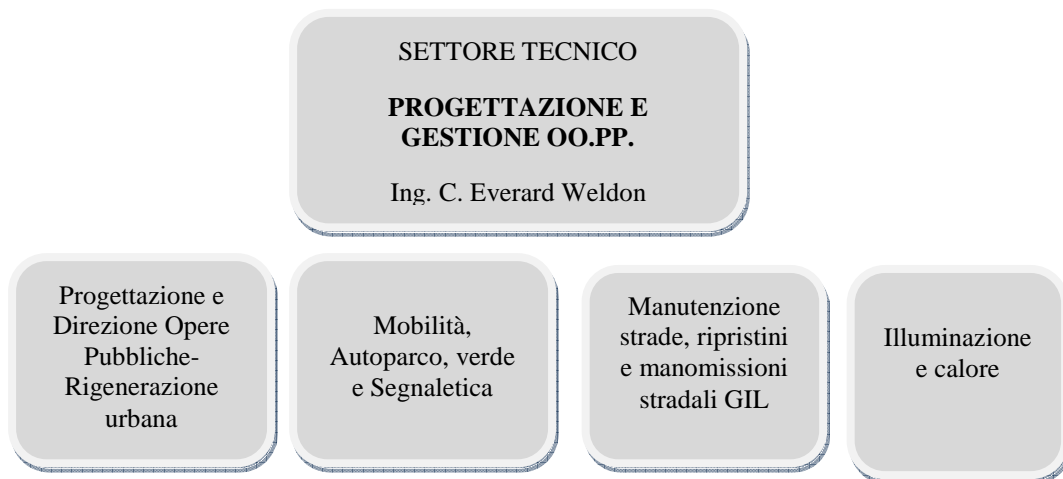 SETTORE TECNICO
PROGETTAZIONE E
GESTIONE OO.PP.
Ing. C. Everard Weldon
Progettazione e
Direzione Opere
Pubbliche-
Rigenerazione
urbana
Mobilità,
Autoparco, verde
e Segnaletica
Manutenzione
strade, ripristini
e manomissioni
stradali GIL
Illuminazione
e calore